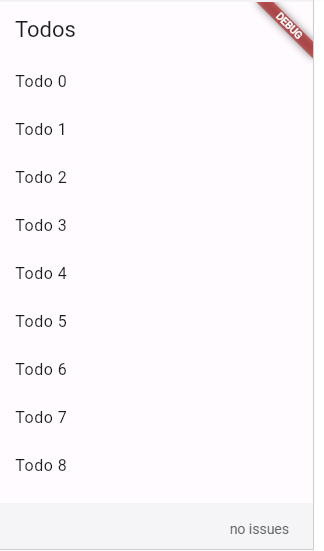 Todos
DEBUG
Todo 0
Todo 1
Todo 2
Todo 3
Todo 4
Todo 5
Todo 6
Todo 7
Todo 8
no issues